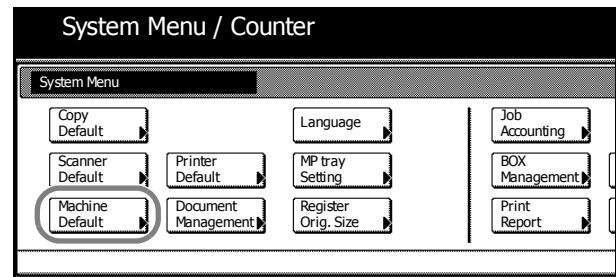 System Menu / Counter
System Menu
Copy
Default
Language
Job
Accounting
Scanner
Default
Printer
Default
MP tray
Setting
BOX
Management
Machine
Default
Document
Management
Register
Orig. Size
Print
Report